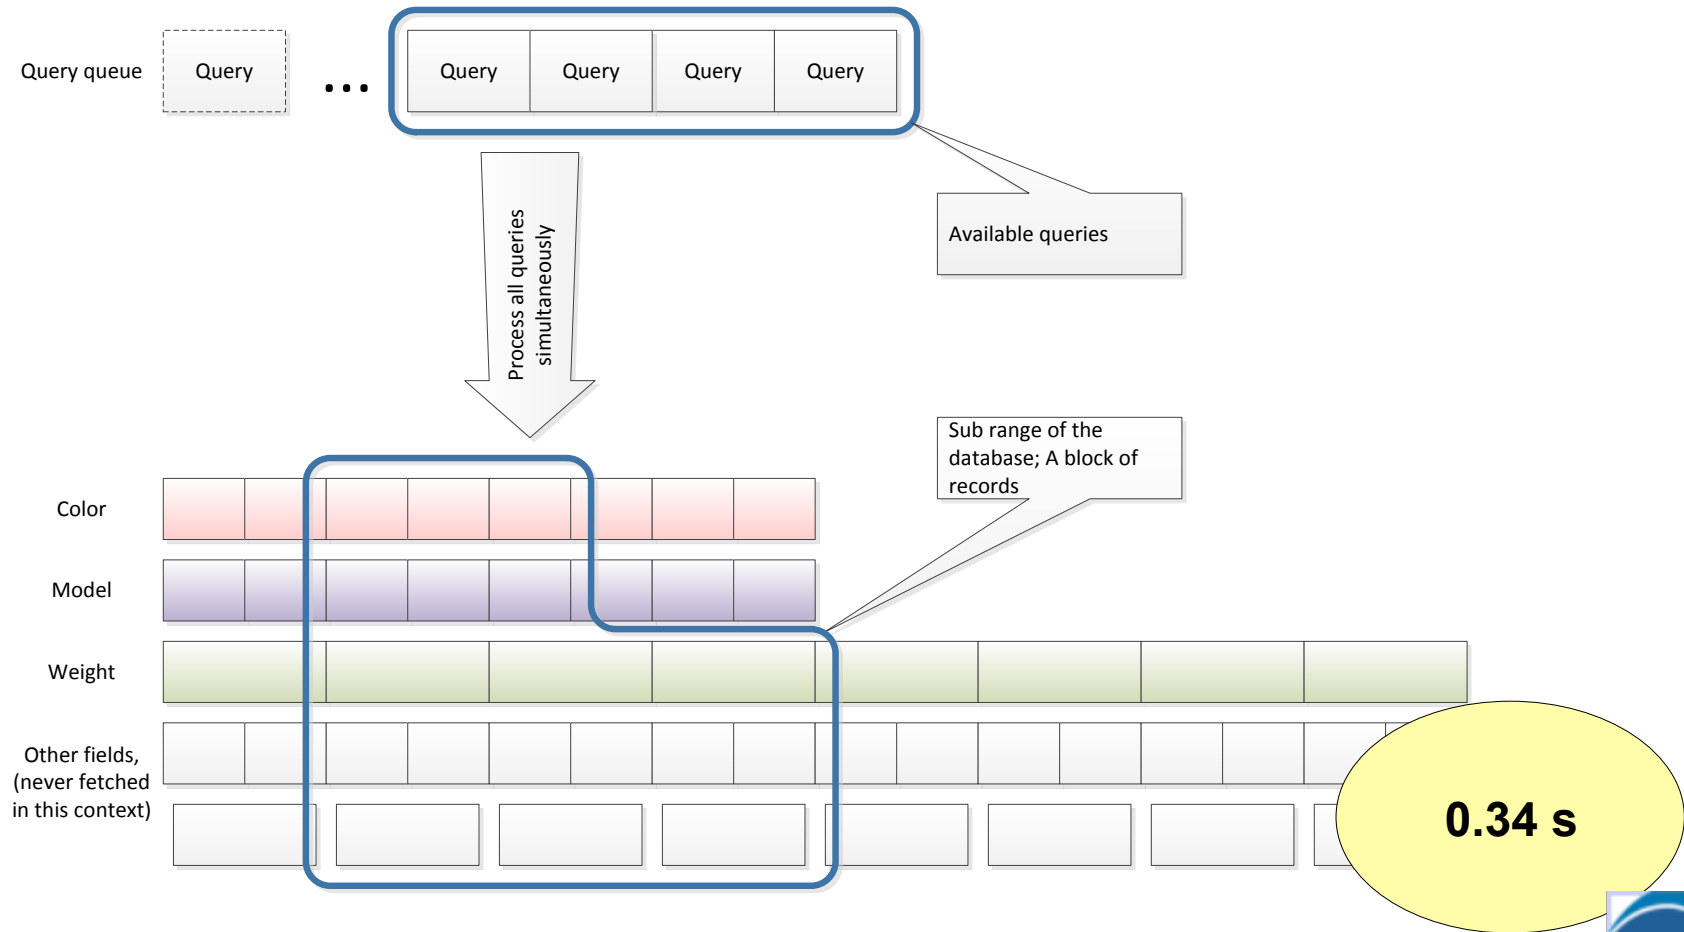 Query queue
Query
...
Query
Query
Query
Query
Available queries
Process all queries
simultaneously
Sub range of the
database; A block of
records
Color
Model
Weight
Other fields,
(never fetched
in this context)
0.34 s